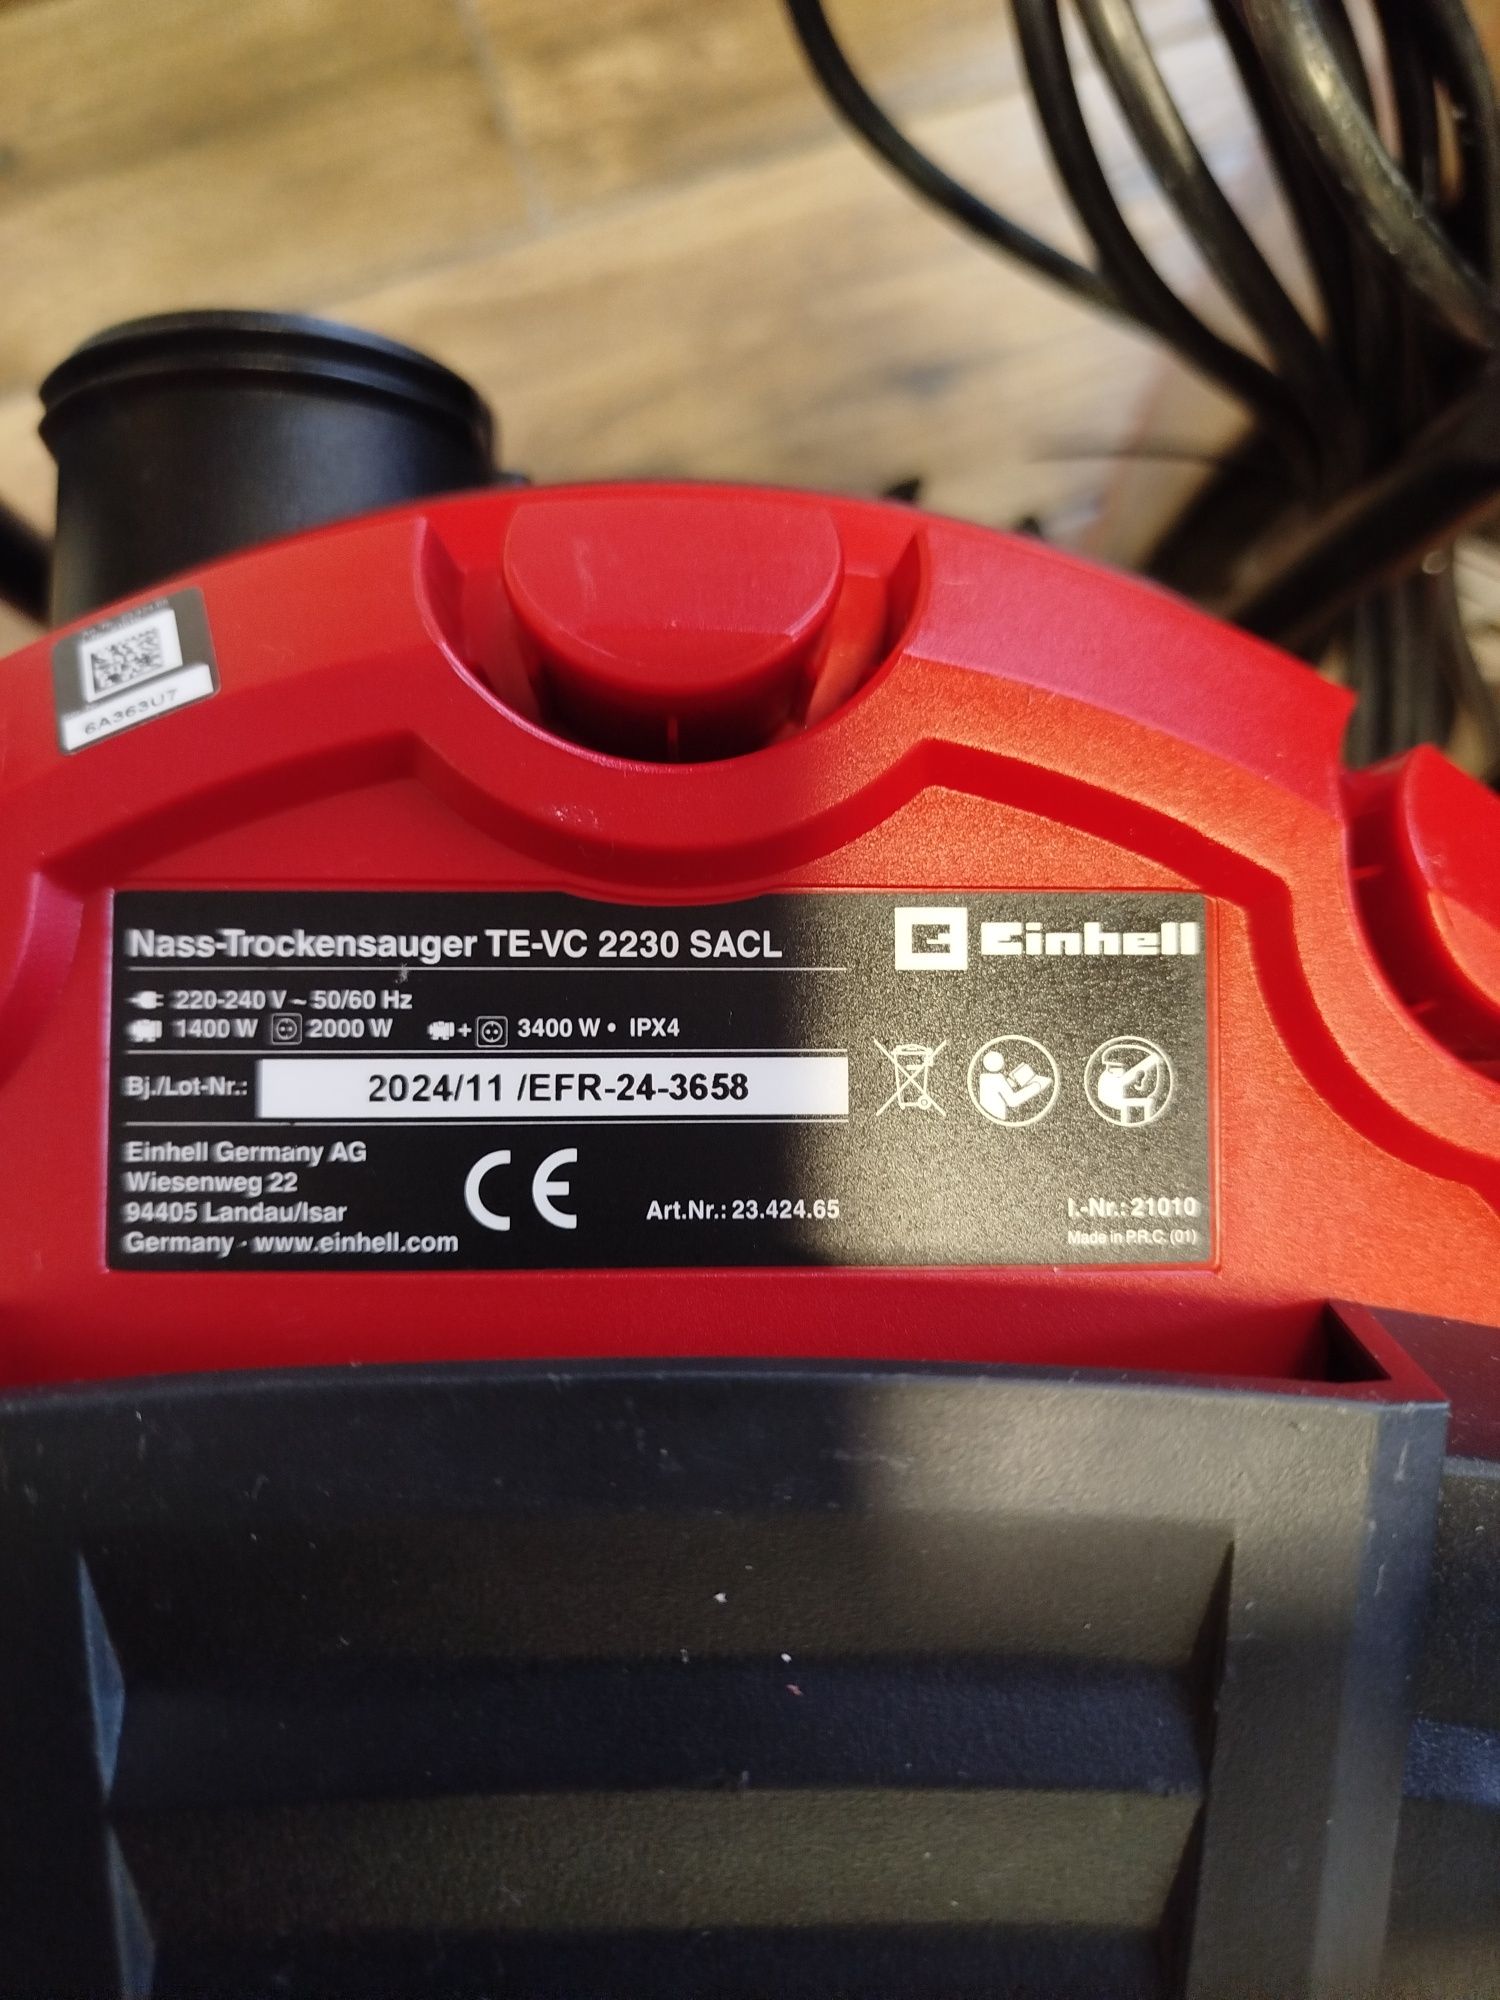 6A363U7
Nass-Trockensauger TE-VC 2230 SACL
Einhell
220-240 V ~ 50/60 Hz
1400 W 2000 W + 3400 W • IPX4
Bj./Lot-Nr.: 2024/11 /EFR-24-3658
Einhell Germany AG
Wiesenweg 22
94405 Landau/Isar
Germany - www.einhell.com
CE
Art.Nr.: 23.424.65
I.-Nr.: 21010
Made in P.R.C. (01)